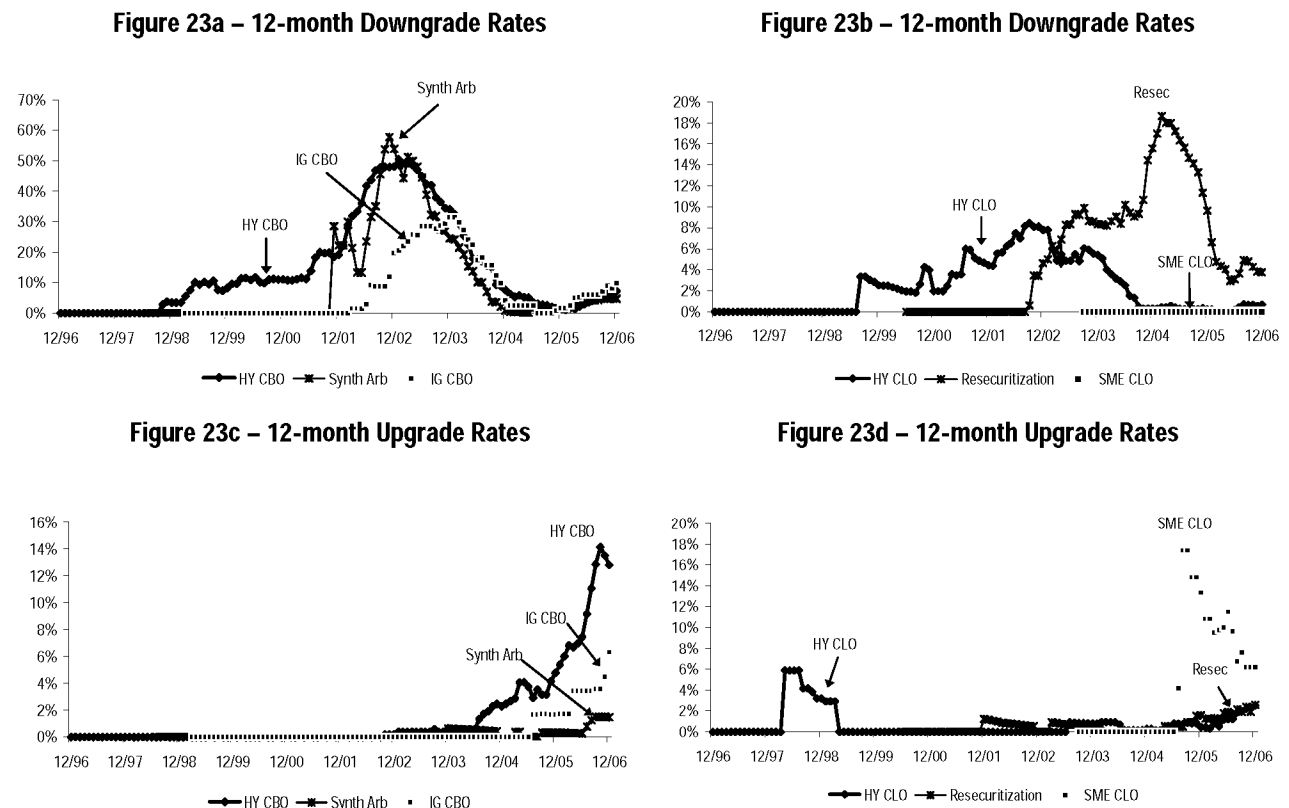 Figure 23a – 12-month Downgrade Rates
Synth Arb
70%
60%
50%
40%
30%
20%
10%
0%
IG CBO
HY CBO
12/96 12/97 12/98 12/99 12/00 12/01 12/02 12/03 12/04 12/05 12/06
HY CBO Synth Arb IG CBO
Figure 23b – 12-month Downgrade Rates
Resec
20%
18%
16%
14%
12%
10%
8%
6%
4%
2%
0%
HY CLO
SME CLO
12/96 12/97 12/98 12/99 12/00 12/01 12/02 12/03 12/04 12/05 12/06
HY CLO Resecuritization SME CLO
Figure 23c – 12-month Upgrade Rates
16%
14%
12%
10%
8%
6%
4%
2%
0%
HY CBO
IG CBO
Synth Arb
12/96 12/97 12/98 12/99 12/00 12/01 12/02 12/03 12/04 12/05 12/06
HY CBO Synth Arb IG CBO
Figure 23d – 12-month Upgrade Rates
20%
18%
16%
14%
12%
10%
8%
6%
4%
2%
0%
SME CLO
HY CLO
Resec
12/96 12/97 12/98 12/99 12/00 12/01 12/02 12/03 12/04 12/05 12/06
HY CLO Resecuritization SME CLO